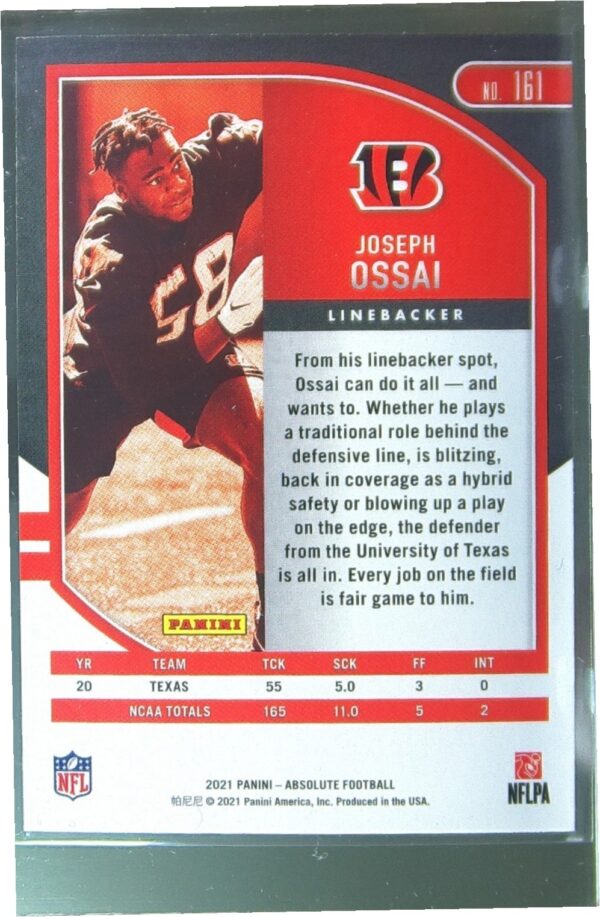 NO. 161
B
JOSEPH
OSSAI
LINEBACKER
58
From his linebacker spot,
Ossai can do it all — and
wants to. Whether he plays
a traditional role behind the
defensive line, is blitzing,
back in coverage as a hybrid
safety or blowing up a play
on the edge, the defender
from the University of Texas
is all in. Every job on the field
is fair game to him.
PANINI
YR TEAM TCK SCK FF INT
20 TEXAS 55 5.0 3 0
NCAA TOTALS 165 11.0 5 2
NFL
2021 PANINI – ABSOLUTE FOOTBALL
帕尼尼 © 2021 Panini America, Inc. Produced in the USA.
NFLPA